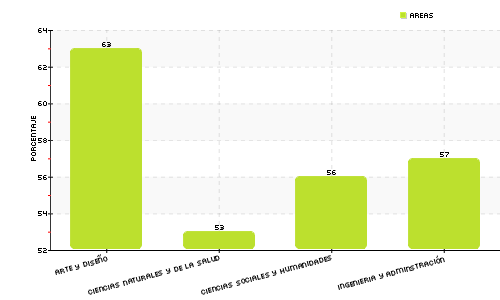 AREAS
64
62
60
58
56
54
52
PORCENTAJE
63
53
56
57
ARTE Y DISEÑO
CIENCIAS NATURALES Y DE LA SALUD
CIENCIAS SOCIALES Y HUMANIDADES
INGENIERIA Y ADMINSTRACIÓN